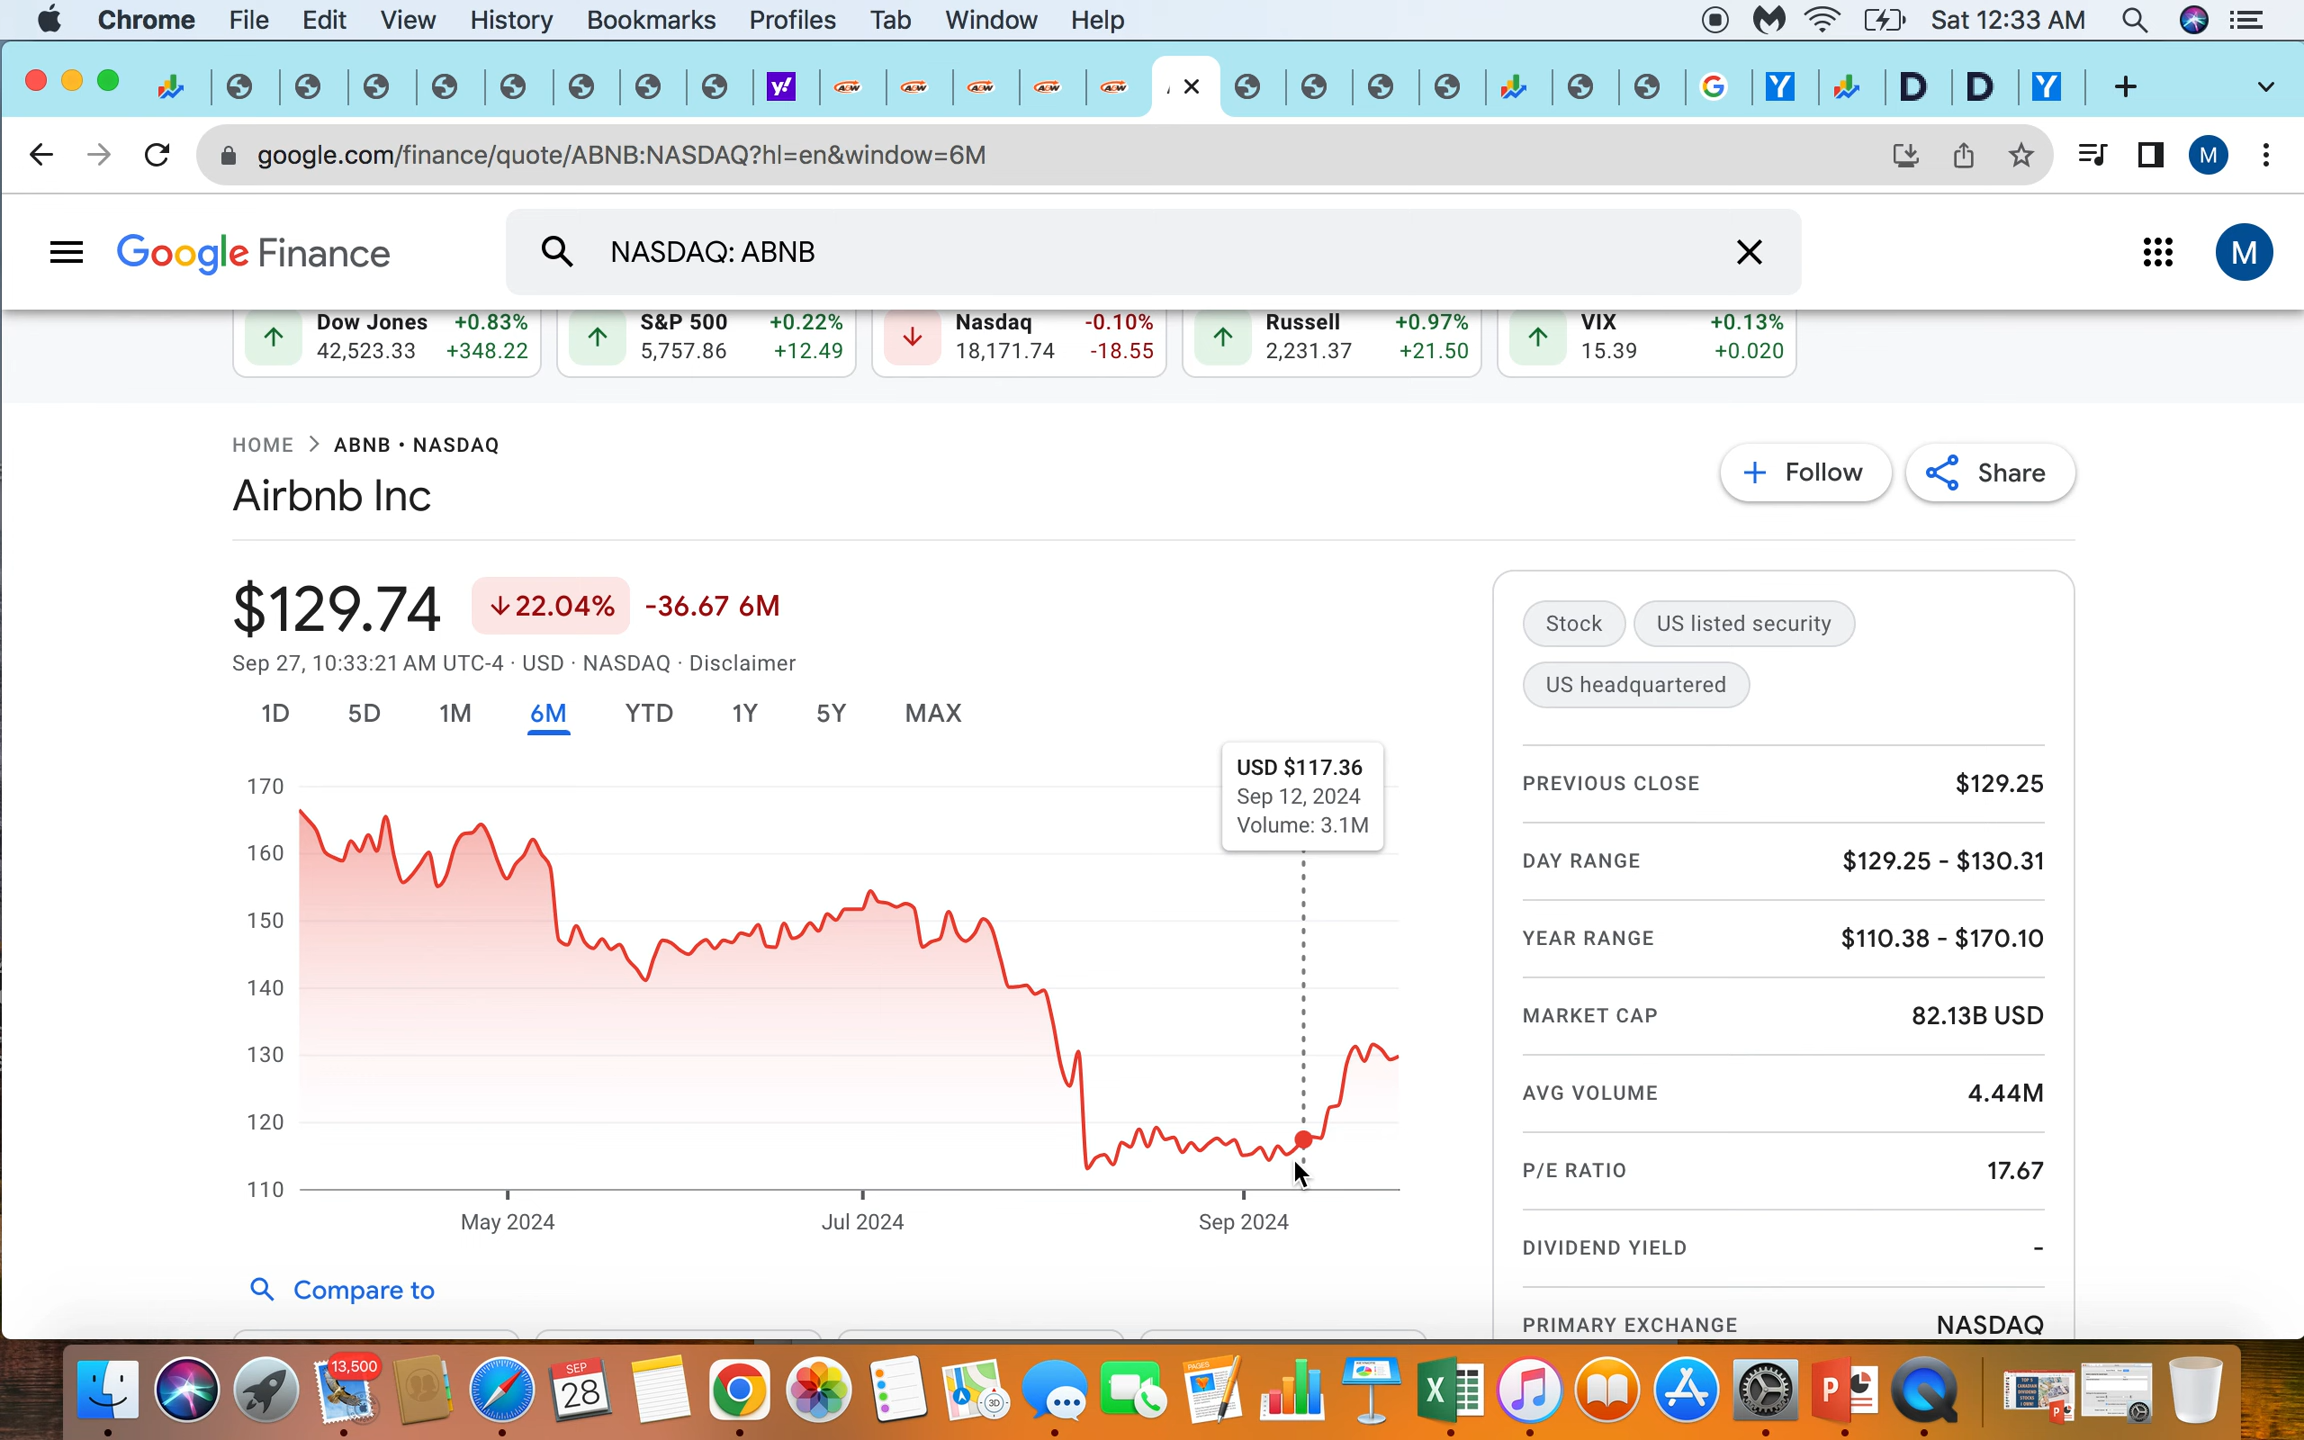 Chrome File Edit View History Bookmarks Profiles Tab Window Help Sat 12:33 AM
google.com/finance/quote/ABNB:NASDAQ?hl=en&window=6M M
Google Finance NASDAQ: ABNB M
Dow Jones +0.83% S&P 500 +0.22% Nasdaq -0.10% Russell +0.97% VIX +0.13%
42,523.33 +348.22 5,757.86 +12.49 18,171.74 -18.55 2,231.37 +21.50 15.39 +0.020
HOME > ABNB • NASDAQ
Airbnb Inc
+ Follow Share
$129.74 ↓22.04% -36.67 6M
Sep 27, 10:33:21 AM UTC-4 · USD · NASDAQ · Disclaimer
1D 5D 1M 6M YTD 1Y 5Y MAX
USD $117.36
Sep 12, 2024
Volume: 3.1M
170
160
150
140
130
120
110
May 2024 Jul 2024 Sep 2024
Compare to
Stock US listed security
US headquartered
PREVIOUS CLOSE $129.25
DAY RANGE $129.25 - $130.31
YEAR RANGE $110.38 - $170.10
MARKET CAP 82.13B USD
AVG VOLUME 4.44M
P/E RATIO 17.67
DIVIDEND YIELD -
PRIMARY EXCHANGE NASDAQ
13,500
SEP
28
3D
PAGES